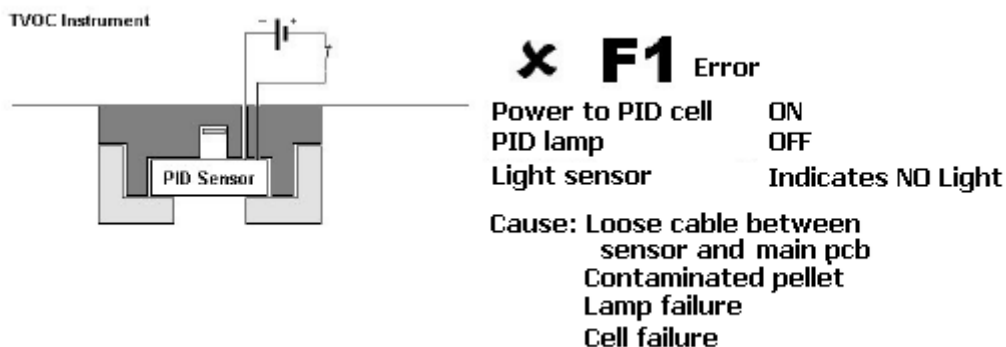 TVOC Instrument
- +
PID Sensor
✘ F1 Error
Power to PID cell ON
PID lamp OFF
Light sensor Indicates NO Light
Cause: Loose cable between
sensor and main pcb
Contaminated pellet
Lamp failure
Cell failure